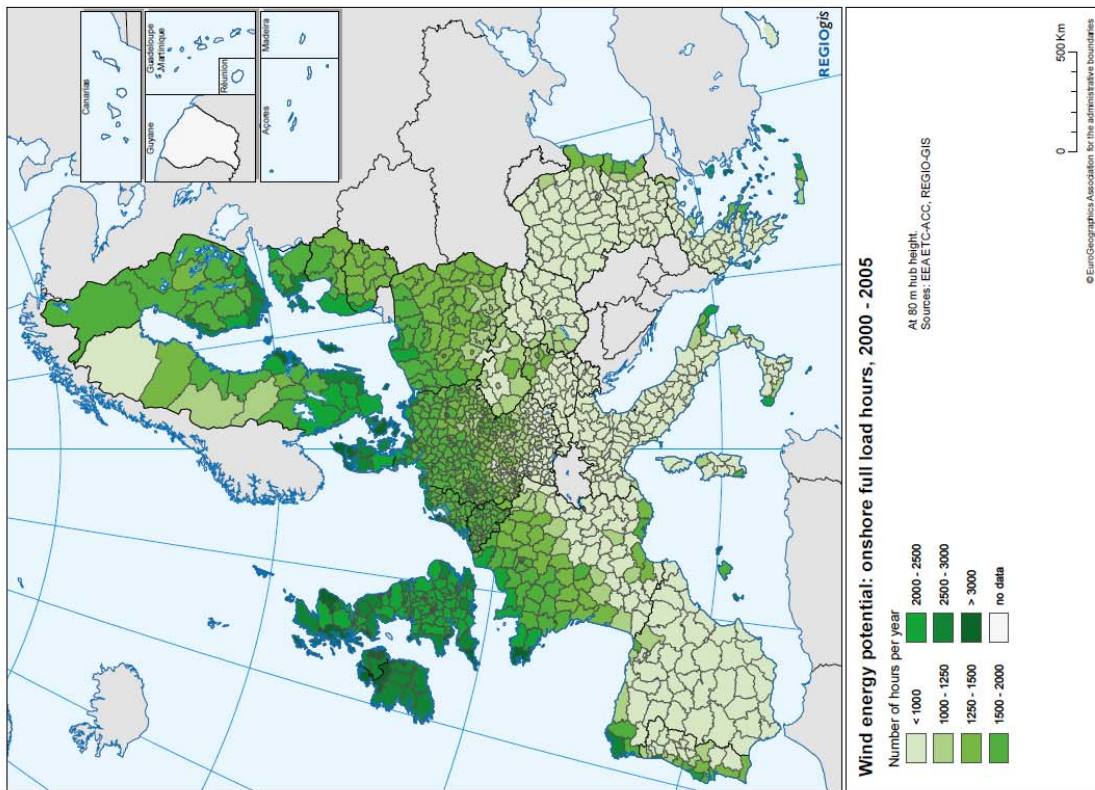 Canarias
Guyane
Guadeloupe
Martinique
Réunion
Açores
Madeira
REGIOgis
Wind energy potential: onshore full load hours, 2000 - 2005
Number of hours per year
< 1000
1000 - 1250
1250 - 1500
1500 - 2000
2000 - 2500
2500 - 3000
> 3000
no data
At 80 m hub height.
Sources: EEA ETC-ACC, REGIO-GIS
0 500 Km
© EuroGeographics Association for the administrative boundaries